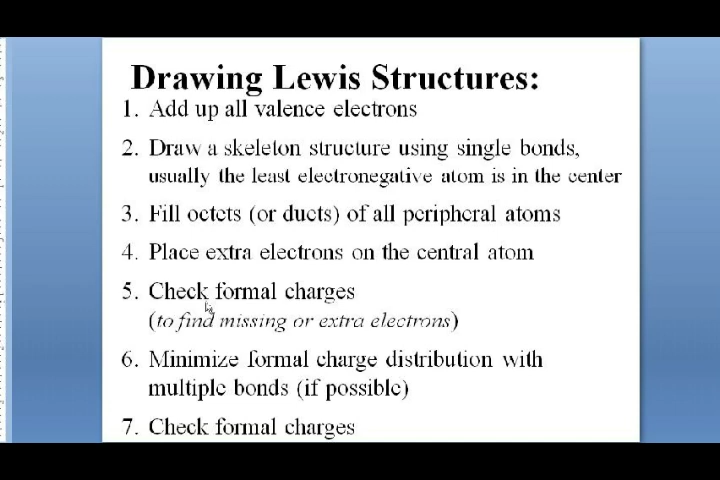 Drawing Lewis Structures:
1. Add up all valence electrons
2. Draw a skeleton structure using single bonds,
usually the least electronegative atom is in the center
3. Fill octets (or duets) of all peripheral atoms
4. Place extra electrons on the central atom
5. Check formal charges
(to find missing or extra electrons)
6. Minimize formal charge distribution with
multiple bonds (if possible)
7. Check formal charges